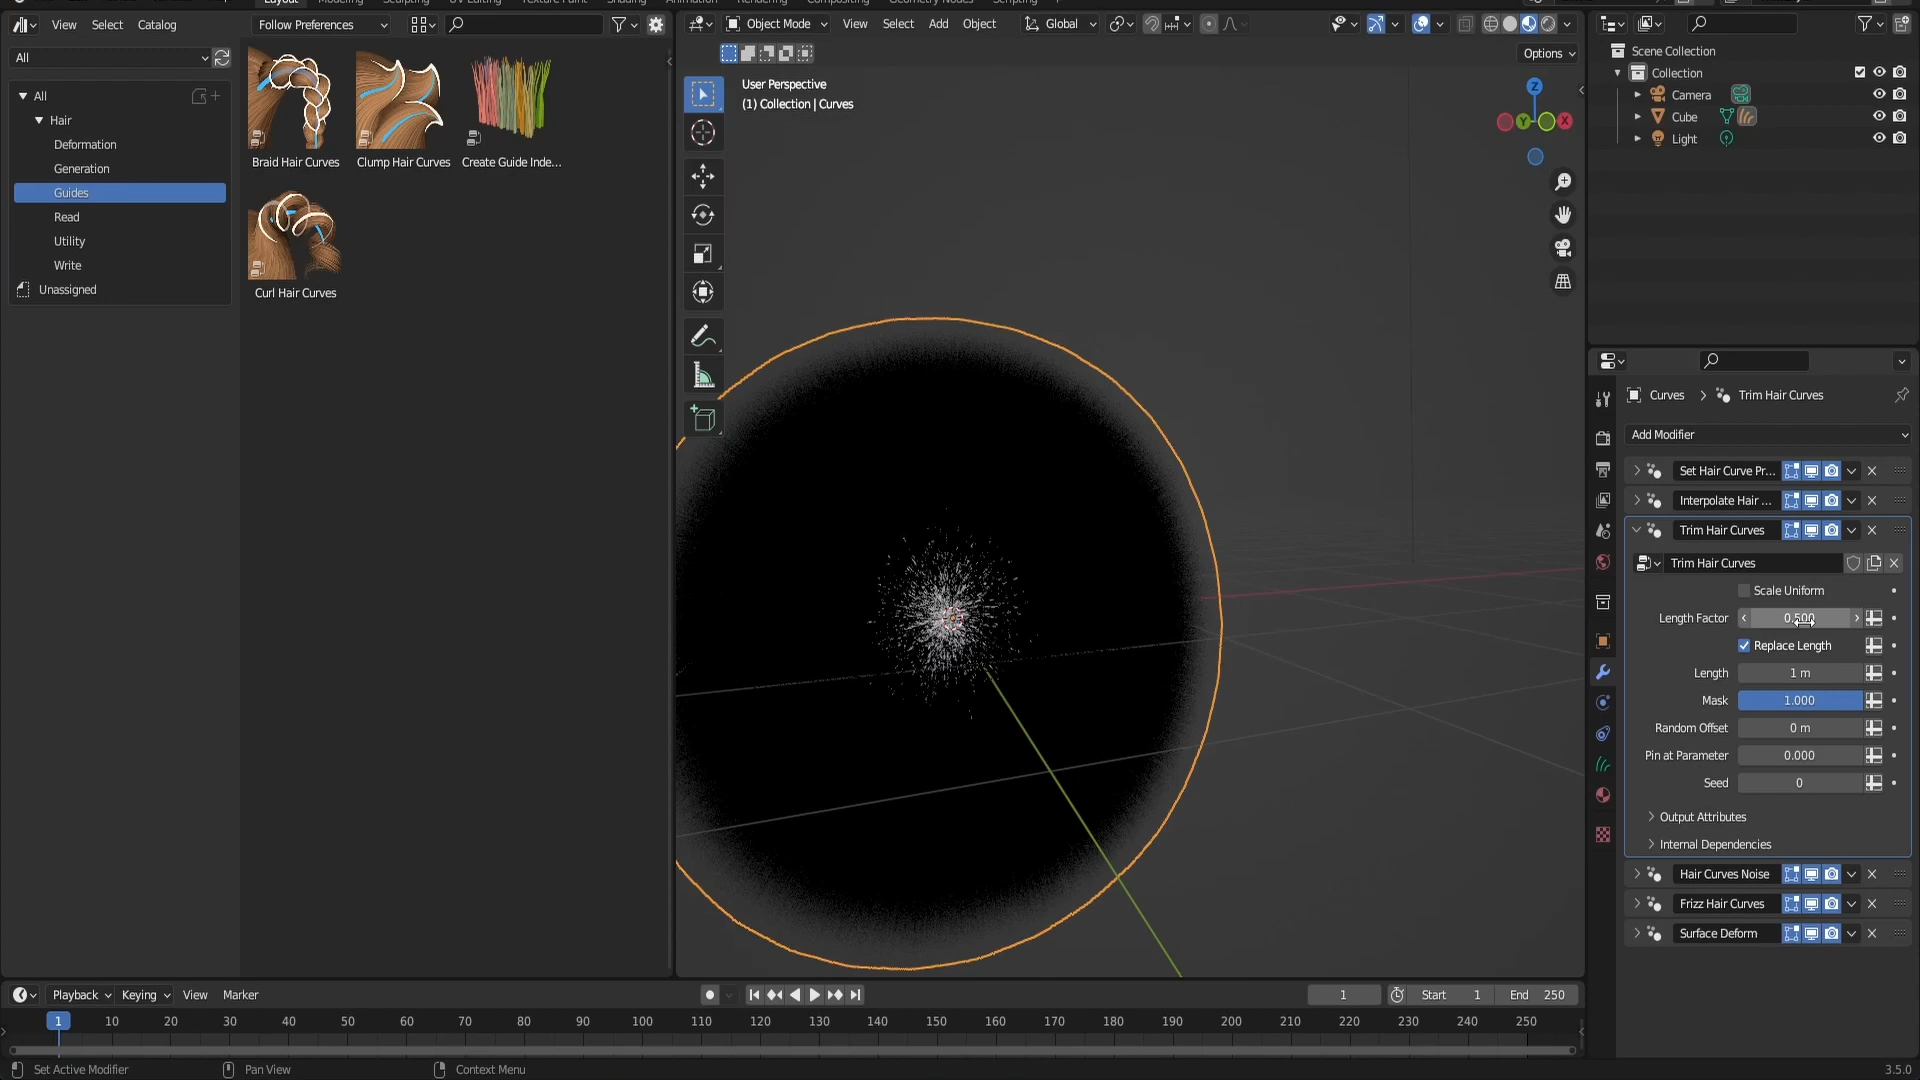 View Select Catalog
Follow Preferences
Object Mode View Select Add Object
Global
Options
All
All
Hair
Deformation
Generation
Guides
Read
Utility
Write
Unassigned
Braid Hair Curves
Clump Hair Curves
Create Guide Inde...
Curl Hair Curves
User Perspective
(1) Collection | Curves
Z
Y
X
Scene Collection
Collection
Camera
Cube
Light
Curves > Trim Hair Curves
Add Modifier
Set Hair Curve Pr...
Interpolate Hair ...
Trim Hair Curves
Trim Hair Curves
Scale Uniform
Length Factor 0.500
Replace Length
Length 1 m
Mask 1.000
Random Offset 0 m
Pin at Parameter 0.000
Seed 0
Output Attributes
Internal Dependencies
Hair Curves Noise
Frizz Hair Curves
Surface Deform
Playback Keying View Marker
1 Start 1 End 250
1 10 20 30 40 50 60 70 80 90 100 110 120 130 140 150 160 170 180 190 200 210 220 230 240 250
Set Active Modifier Pan View Context Menu 3.5.0